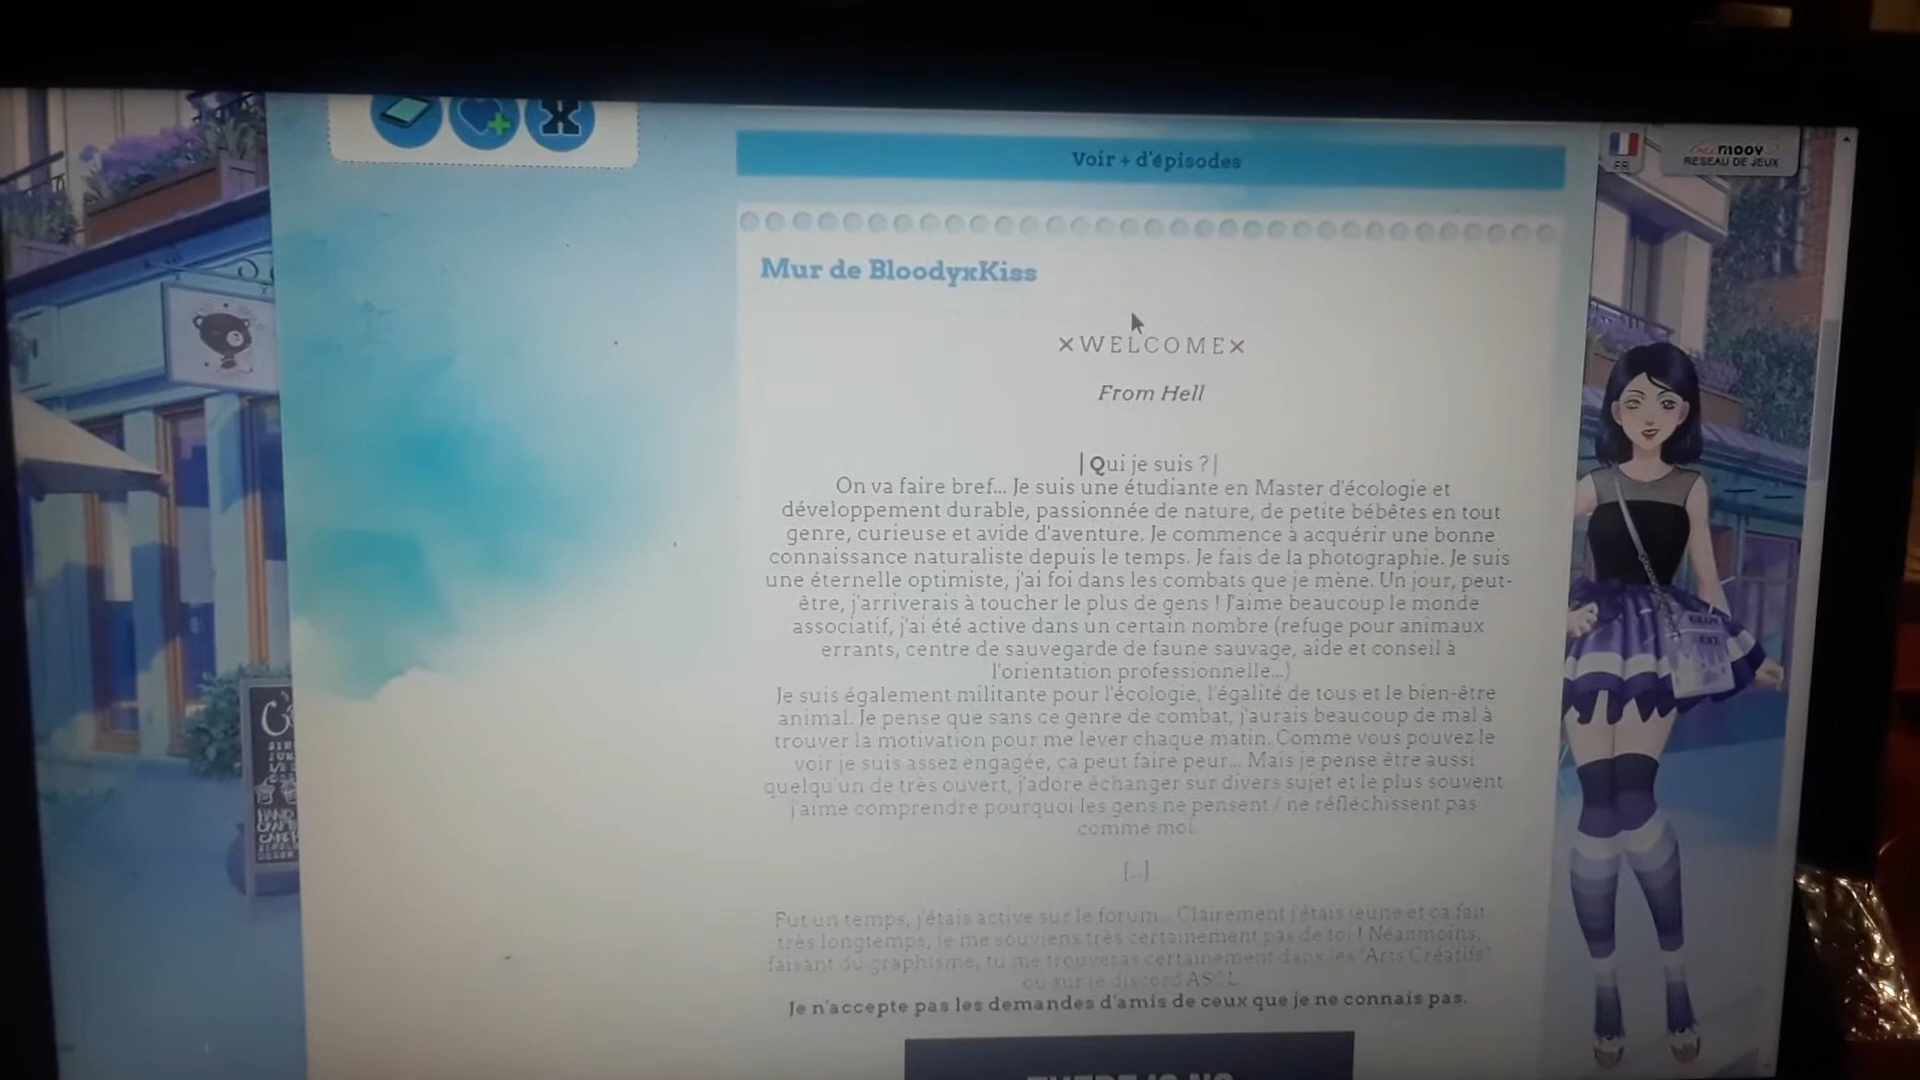 Voir + d'épisodes
FR
moov
RESEAU DE JEUX
Mur de BloodyxKiss
×WELCOME×
From Hell
|Qui je suis ?|
On va faire bref... Je suis une étudiante en Master d'écologie et
développement durable, passionnée de nature, de petite bébêtes en tout
genre, curieuse et avide d'aventure. Je commence à acquérir une bonne
connaissance naturaliste depuis le temps. Je fais de la photographie. Je suis
une éternelle optimiste, j'ai foi dans les combats que je mène. Un jour, peut-
être, j'arriverais à toucher le plus de gens ! J'aime beaucoup le monde
associatif, j'ai été active dans un certain nombre (refuge pour animaux
errants, centre de sauvegarde de faune sauvage, aide et conseil à
l'orientation professionnelle...)
Je suis également militante pour l'écologie, l'égalité de tous et le bien-être
animal. Je pense que sans ce genre de combat, j'aurais beaucoup de mal à
trouver la motivation pour me lever chaque matin. Comme vous pouvez le
voir je suis assez engagée, ça peut faire peur... Mais je pense être aussi
quelqu'un de très ouvert, j'adore échanger sur divers sujet et le plus souvent
j'aime comprendre pourquoi les gens ne pensent / ne réfléchissent pas
comme moi.
[...]
Fut un temps, j'étais active sur le forum... Clairement j'étais jeune et ça fait
très longtemps, je me souviens très certainement pas de toi ! Néanmoins,
faisant du graphisme, tu me trouveras certainement dans les "Arts Créatifs"
ou sur le discord ASCL
Je n'accepte pas les demandes d'amis de ceux que je ne connais pas.
THERE IS NO